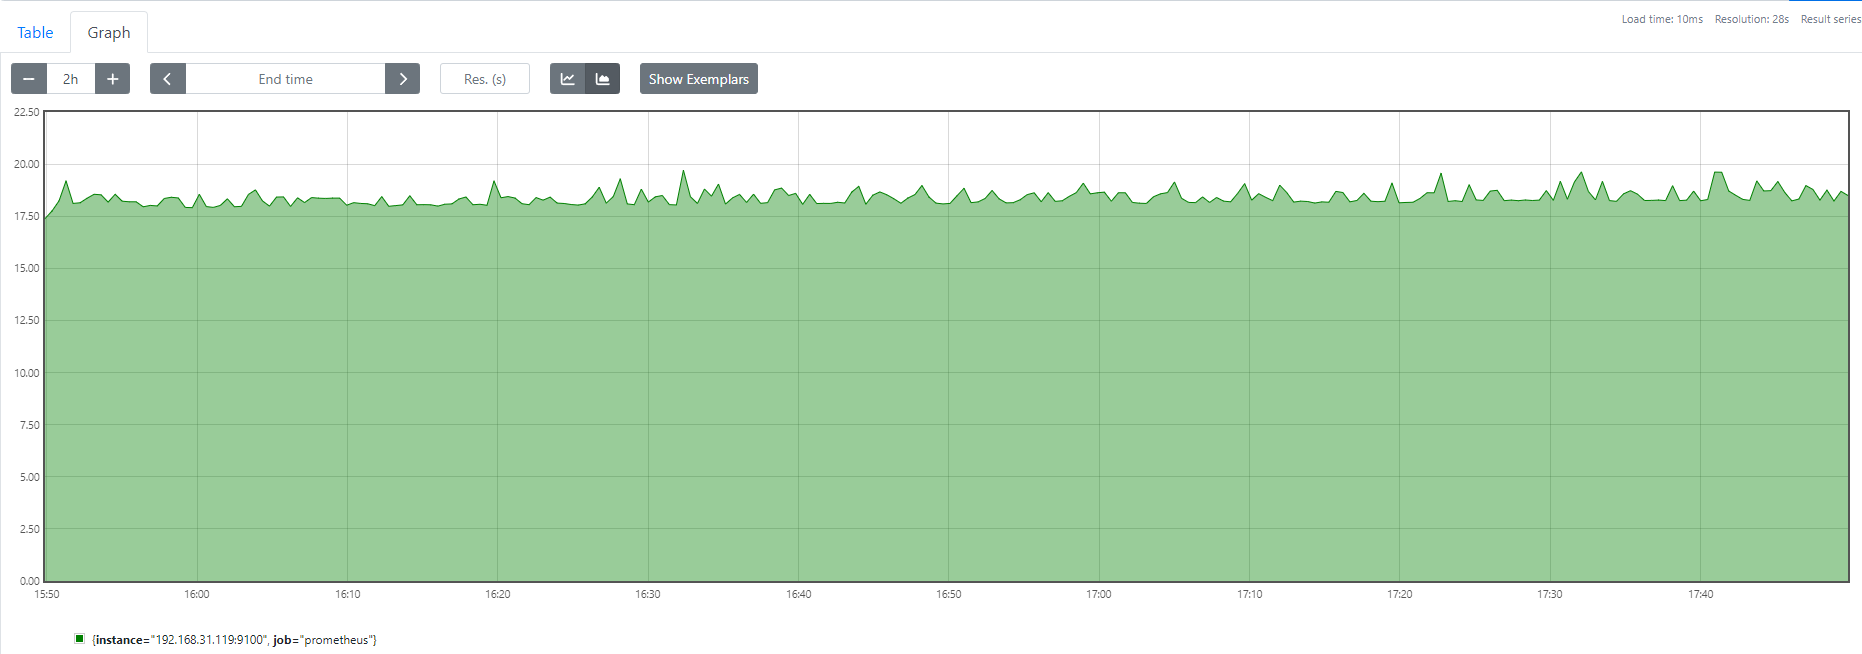 Table Graph Load time: 10ms Resolution: 28s Result series
2h End time Res. (s) Show Exemplars
22.50
20.00
17.50
15.00
12.50
10.00
7.50
5.00
2.50
0.00
15:50 16:00 16:10 16:20 16:30 16:40 16:50 17:00 17:10 17:20 17:30 17:40
{instance="192.168.31.119:9100", job="prometheus"}